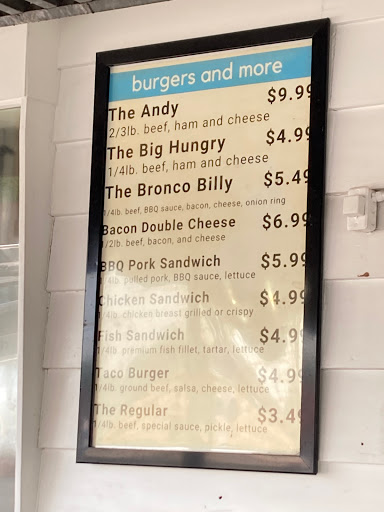 burgers and more
The Andy $9.99
2/3lb. beef, ham and cheese
The Big Hungry $4.99
1/4lb. beef, ham and cheese
The Bronco Billy $5.49
1/4lb. beef, BBQ sauce, bacon, cheese, onion ring
Bacon Double Cheese $6.99
1/2lb. beef, bacon, and cheese
BBQ Pork Sandwich $5.99
1/4lb. pulled pork, BBQ sauce, lettuce
Chicken Sandwich $4.99
1/4lb. chicken breast grilled or crispy
Fish Sandwich $4.99
1/4lb. premium fish fillet, tartar, lettuce
Taco Burger $4.99
1/4lb. ground beef, salsa, cheese, lettuce
The Regular $3.49
1/4lb. beef, special sauce, pickle, lettuce